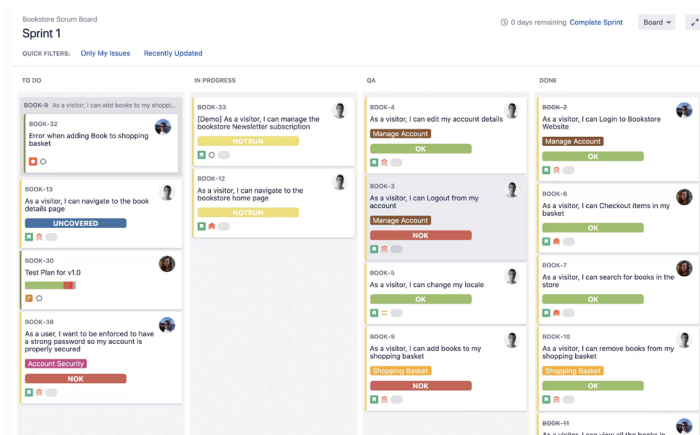 Bookstore Scrum Board
Sprint 1
0 days remaining Complete Sprint
Board
QUICK FILTERS: Only My Issues Recently Updated
TO DO
BOOK-9 As a visitor, I can add books to my shoppi...
BOOK-32
Error when adding Book to shopping
basket
BOOK-13
As a visitor, I can navigate to the book
details page
UNCOVERED
BOOK-30
Test Plan for v1.0
BOOK-38
As a user, I want to be enforced to have
a strong password so my account is
properly secured
Account Security
NOK
IN PROGRESS
BOOK-33
[Demo] As a visitor, I can manage the
bookstore Newsletter subscription
NOTRUN
BOOK-12
As a visitor, I can navigate to the
bookstore home page
NOTRUN
QA
BOOK-4
As a visitor, I can edit my account details
Manage Account
OK
BOOK-3
As a visitor, I can Logout from my
account
Manage Account
NOK
BOOK-5
As a visitor, I can change my locale
OK
BOOK-9
As a visitor, I can add books to my
shopping basket
Shopping Basket
NOK
DONE
BOOK-2
As a visitor, I can Login to Bookstore
Website
Manage Account
OK
BOOK-6
As a visitor, I can Checkout items in my
basket
OK
BOOK-7
As a visitor, I can search for books in the
store
OK
BOOK-10
As a visitor, I can remove books from my
shopping basket
Shopping Basket
OK
BOOK-11
As a visitor, I can view all the books in